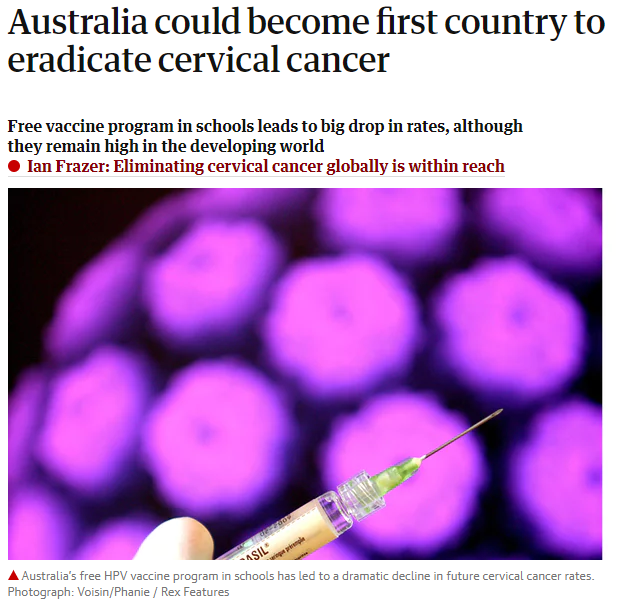 Australia could become first country to
eradicate cervical cancer
Free vaccine program in schools leads to big drop in rates, although
they remain high in the developing world
Ian Frazer: Eliminating cervical cancer globally is within reach
ASIL®
Australia's free HPV vaccine program in schools has led to a dramatic decline in future cervical cancer rates.
Photograph: Voisin/Phanie / Rex Features